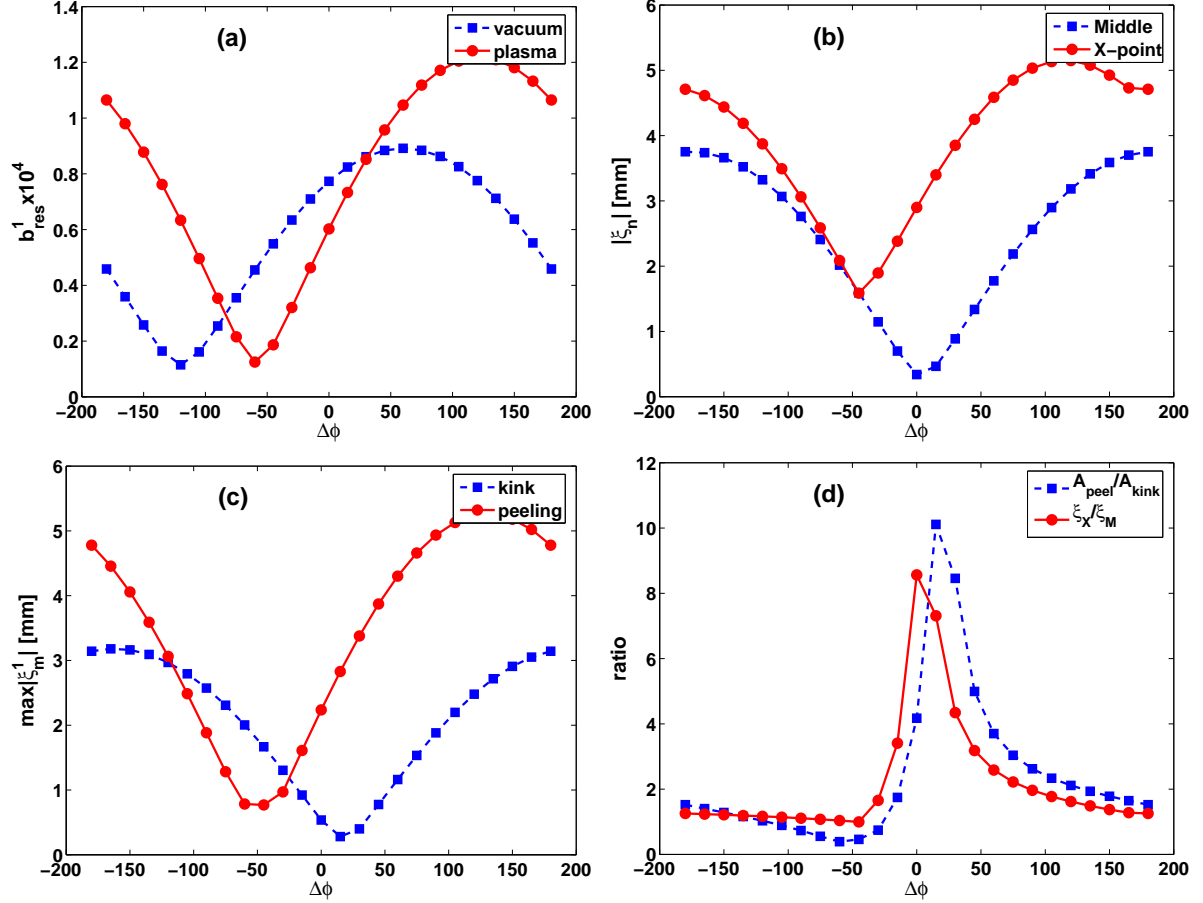 (a)
vacuum
plasma
b¹res x10⁴
1.4
1.2
1
0.8
0.6
0.4
0.2
0
−200 −150 −100 −50 0 50 100 150 200
Δϕ
(b)
Middle
X−point
|ξn| [mm]
6
5
4
3
2
1
0
−200 −150 −100 −50 0 50 100 150 200
Δϕ
(c)
kink
peeling
max|ξ¹m| [mm]
6
5
4
3
2
1
0
−200 −150 −100 −50 0 50 100 150 200
Δϕ
(d)
Apeel/Akink
ξX/ξM
ratio
12
10
8
6
4
2
0
−200 −150 −100 −50 0 50 100 150 200
Δϕ